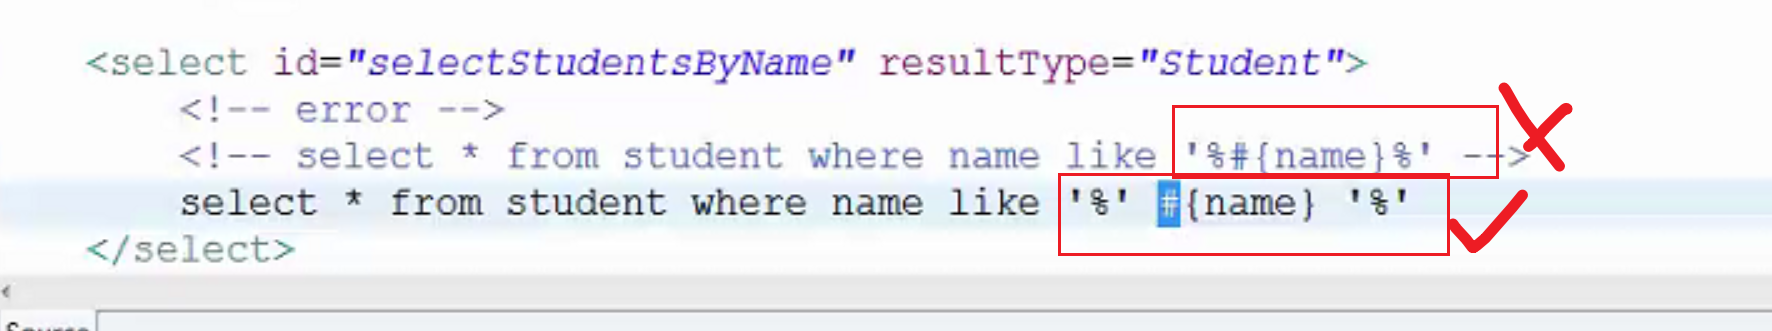 <select id="selectStudentsByName" resultType="Student">
<!-- error -->
<!-- select * from student where name like '%#{name}%' -->
select * from student where name like '%' #{name} '%'
</select>